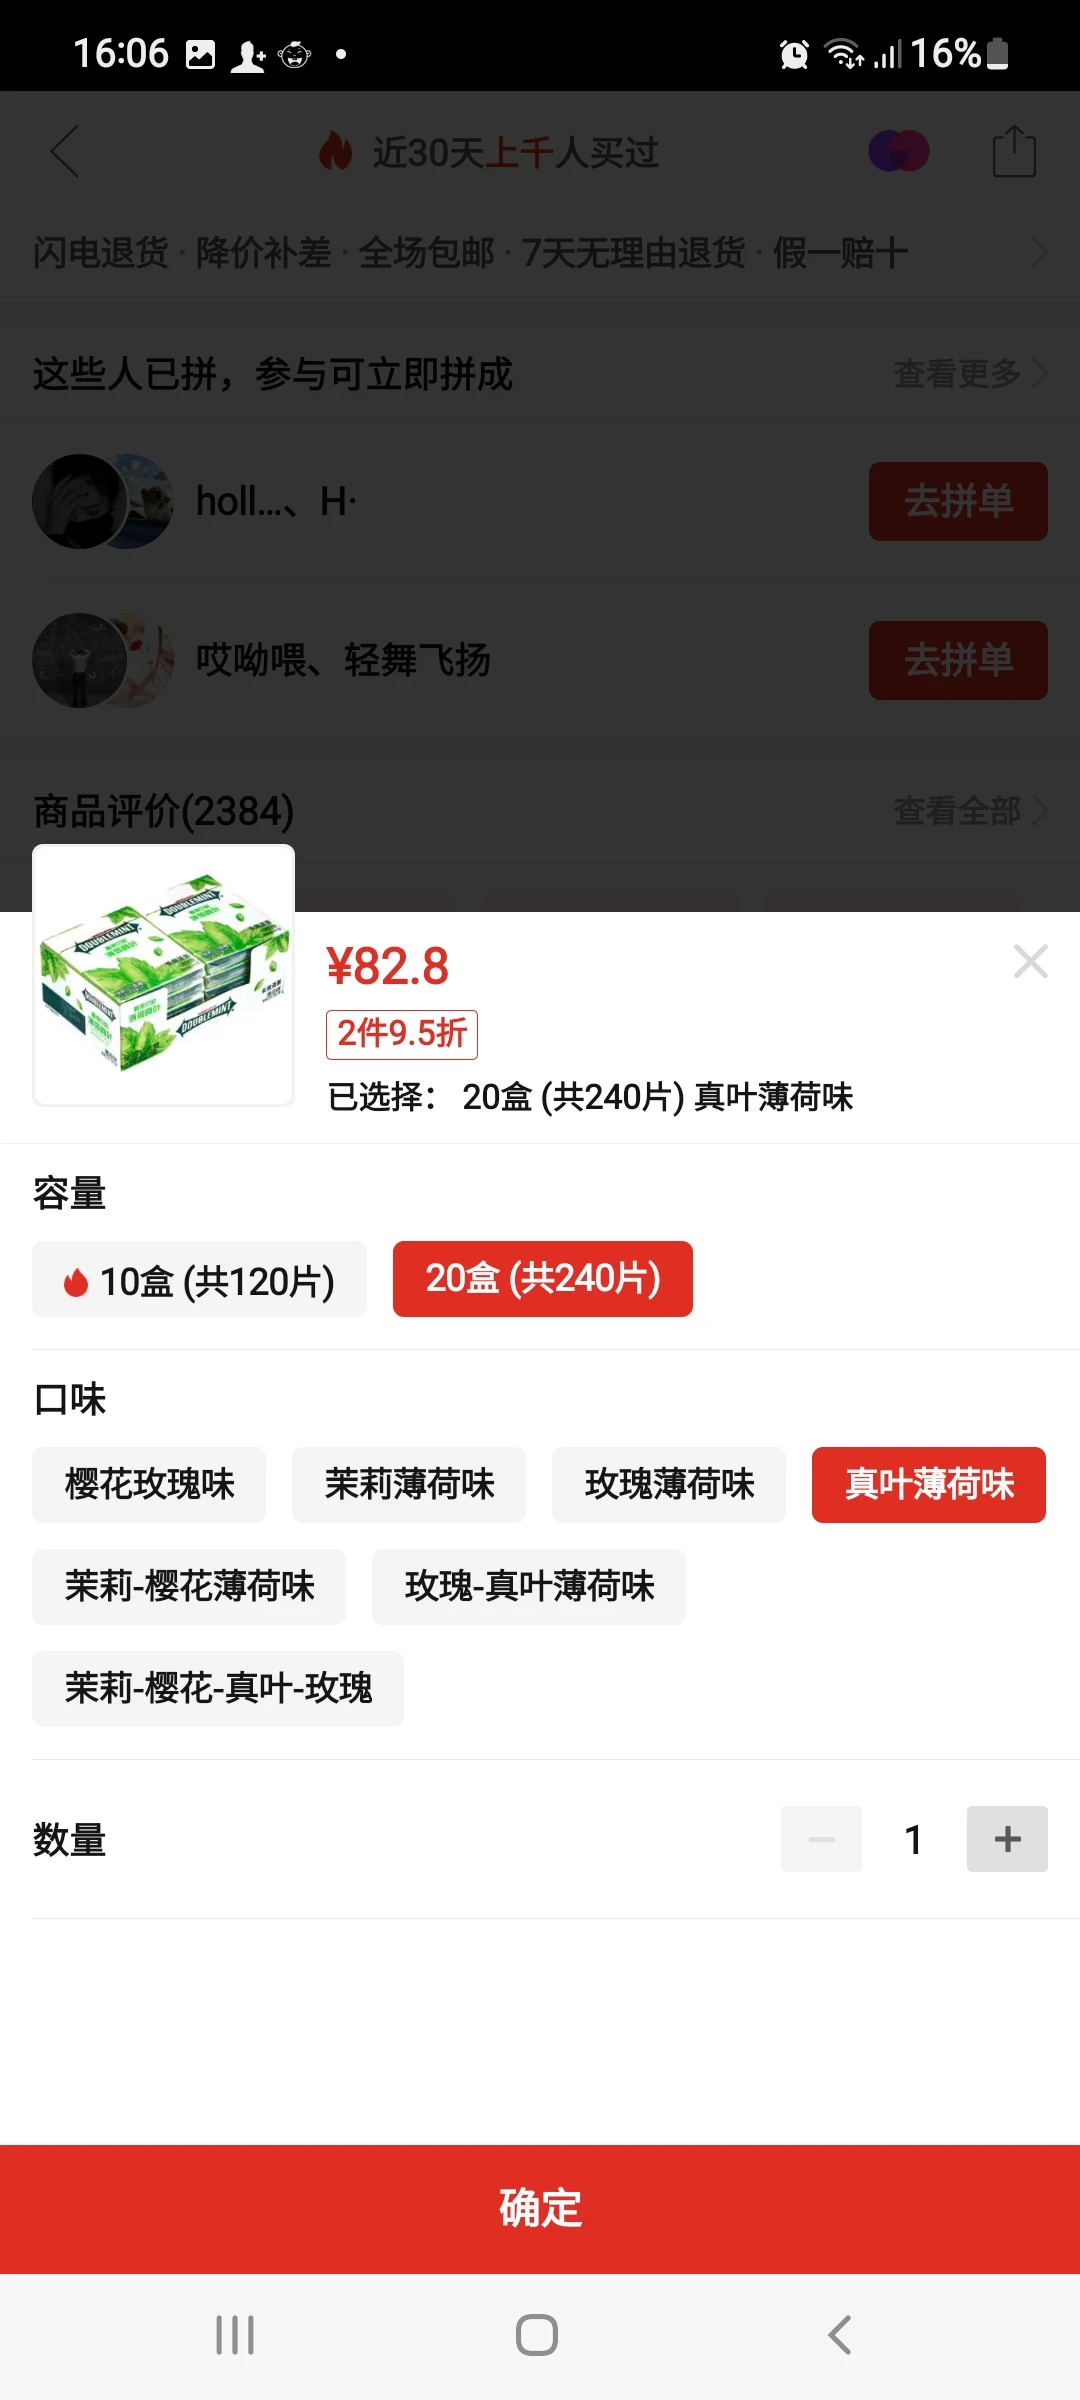 16:06
16%
近30天上千人买过
闪电退货 · 降价补差 · 全场包邮 · 7天无理由退货 · 假一赔十
这些人已拼，参与可立即拼成
查看更多
holl...、H·
去拼单
哎呦喂、轻舞飞扬
去拼单
商品评价(2384)
查看全部
DOUBLEMINT
DOUBLEMINT
DOUBLEMINT
¥82.8
2件9.5折
已选择： 20盒 (共240片) 真叶薄荷味
容量
10盒 (共120片)
20盒 (共240片)
口味
樱花玫瑰味
茉莉薄荷味
玫瑰薄荷味
真叶薄荷味
茉莉-樱花薄荷味
玫瑰-真叶薄荷味
茉莉-樱花-真叶-玫瑰
数量
1
确定